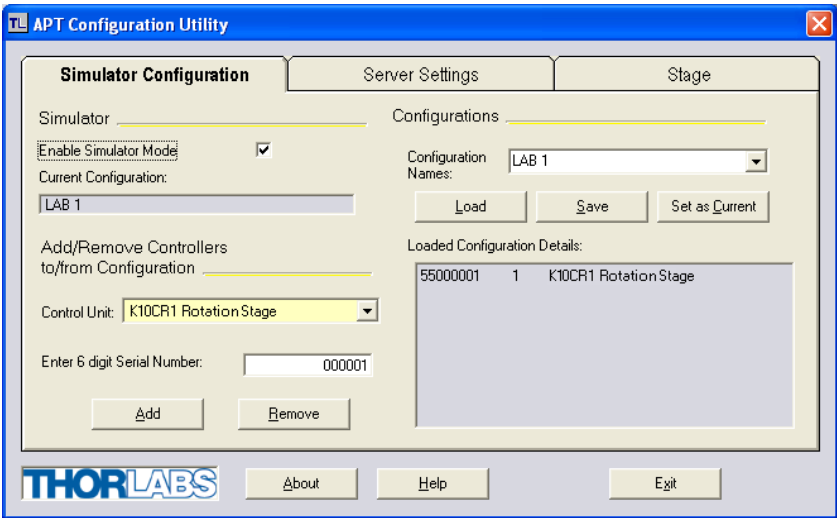 TL APT Configuration Utility
Simulator Configuration
Server Settings
Stage
Simulator
Enable Simulator Mode
Current Configuration:
LAB 1
Add/Remove Controllers
to/from Configuration
Control Unit: K10CR1 Rotation Stage
Enter 6 digit Serial Number: 000001
Add
Remove
Configurations
Configuration
Names:
LAB 1
Load
Save
Set as Current
Loaded Configuration Details:
55000001 1 K10CR1 Rotation Stage
THORLABS
About
Help
Exit